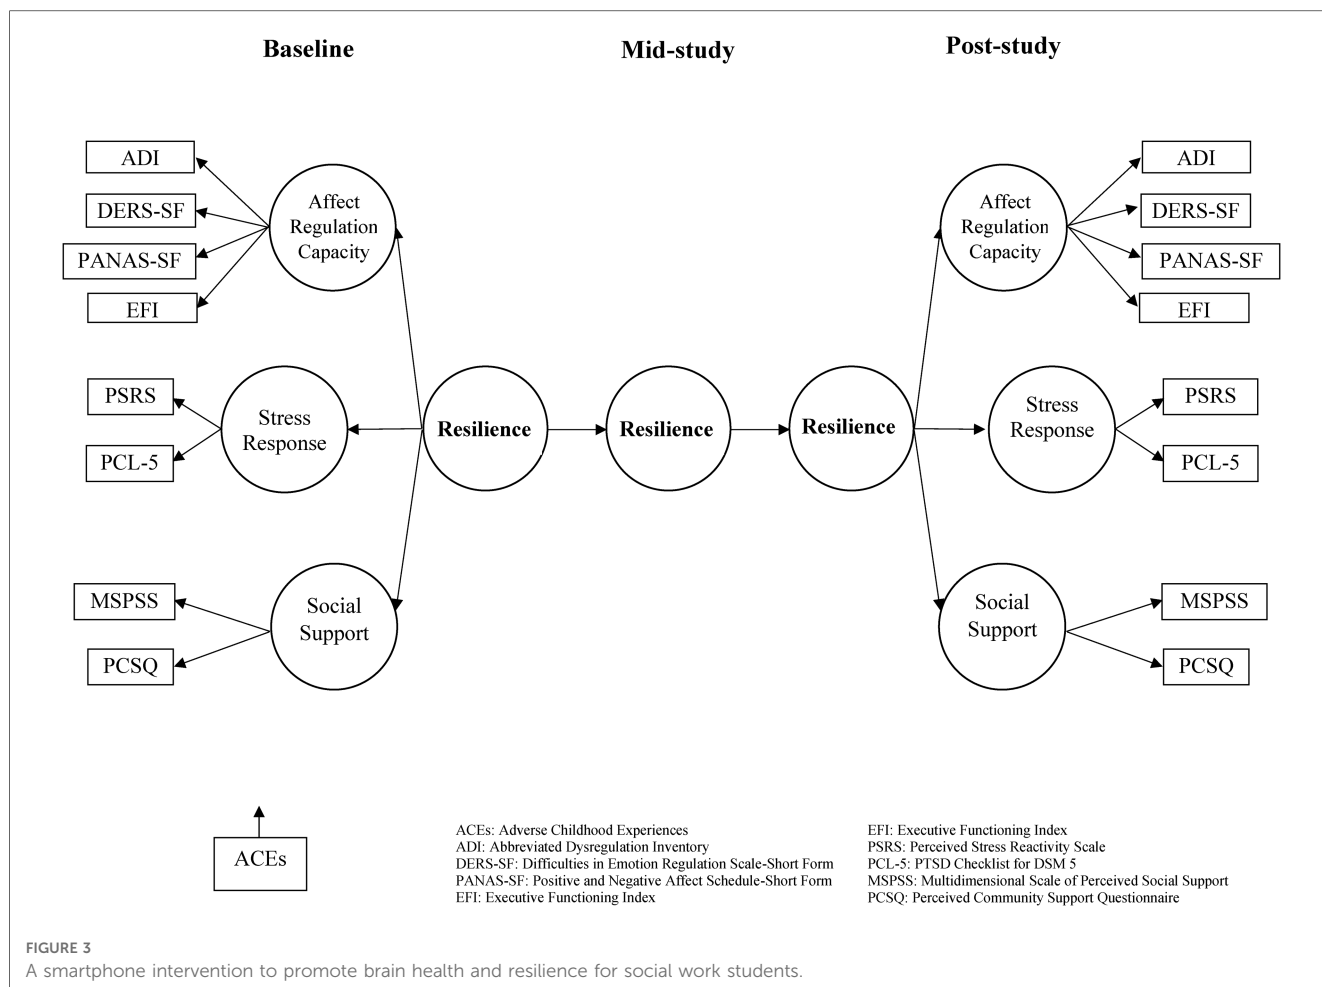 Baseline
Mid-study
Post-study
ADI
DERS-SF
PANAS-SF
EFI
Affect
Regulation
Capacity
Affect
Regulation
Capacity
ADI
DERS-SF
PANAS-SF
EFI
PSRS
PCL-5
Stress
Response
Resilience
Resilience
Resilience
Stress
Response
PSRS
PCL-5
MSPSS
PCSQ
Social
Support
Social
Support
MSPSS
PCSQ
ACEs
ACEs: Adverse Childhood Experiences
ADI: Abbreviated Dysregulation Inventory
DERS-SF: Difficulties in Emotion Regulation Scale-Short Form
PANAS-SF: Positive and Negative Affect Schedule-Short Form
EFI: Executive Functioning Index
EFI: Executive Functioning Index
PSRS: Perceived Stress Reactivity Scale
PCL-5: PTSD Checklist for DSM 5
MSPSS: Multidimensional Scale of Perceived Social Support
PCSQ: Perceived Community Support Questionnaire
FIGURE 3
A smartphone intervention to promote brain health and resilience for social work students.